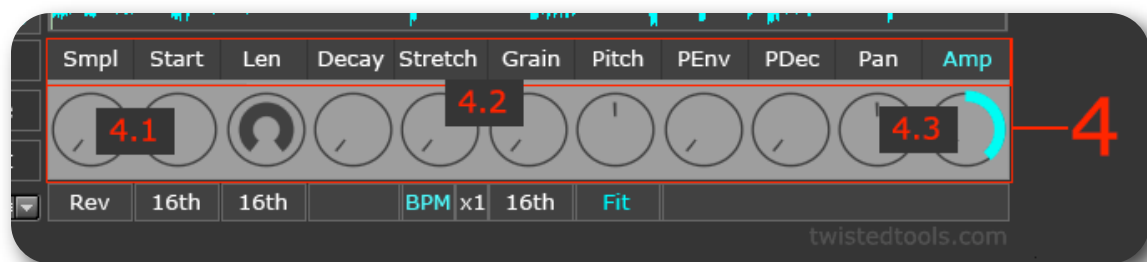 Smpl Start Len Decay Stretch Grain Pitch PEnv PDec Pan Amp
4.1 4.2 4.3 4
Rev 16th 16th BPM x1 16th Fit
twistedtools.com